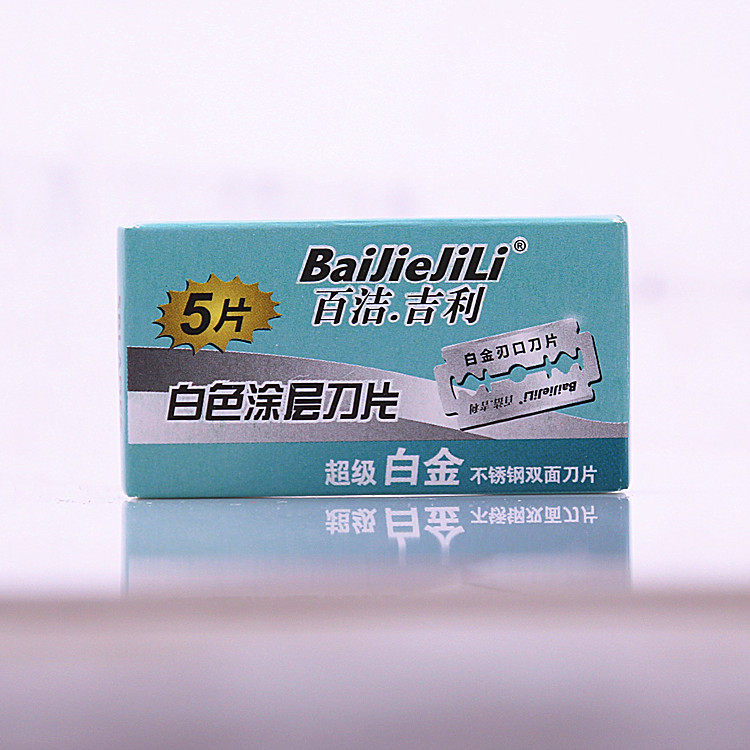 BaiJieJiLi®
百洁.吉利
5片
白金刃口刀片
BaiJieJiLi® 百洁.吉利
白色涂层刀片
超级 白金 不锈钢双面刀片